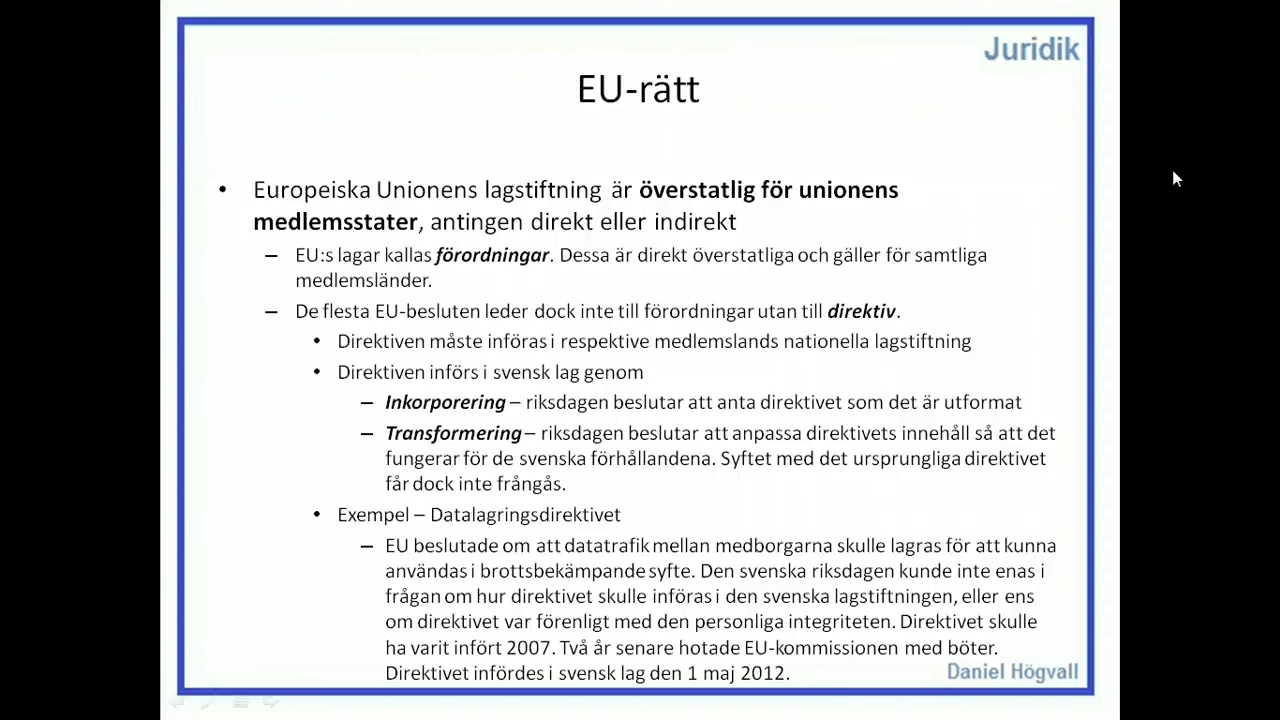 Juridik
EU-rätt
• Europeiska Unionens lagstiftning är överstatlig för unionens
medlemsstater, antingen direkt eller indirekt
– EU:s lagar kallas förordningar. Dessa är direkt överstatliga och gäller för samtliga
medlemsländer.
– De flesta EU-besluten leder dock inte till förordningar utan till direktiv.
• Direktiven måste införas i respektive medlemslands nationella lagstiftning
• Direktiven införs i svensk lag genom
– Inkorporering – riksdagen beslutar att anta direktivet som det är utformat
– Transformering – riksdagen beslutar att anpassa direktivets innehåll så att det
fungerar för de svenska förhållandena. Syftet med det ursprungliga direktivet
får dock inte frångås.
• Exempel – Datalagringsdirektivet
– EU beslutade om att datatrafik mellan medborgarna skulle lagras för att kunna
användas i brottsbekämpande syfte. Den svenska riksdagen kunde inte enas i
frågan om hur direktivet skulle införas i den svenska lagstiftningen, eller ens
om direktivet var förenligt med den personliga integriteten. Direktivet skulle
ha varit infört 2007. Två år senare hotade EU-kommissionen med böter.
Direktivet infördes i svensk lag den 1 maj 2012.
Daniel Högvall